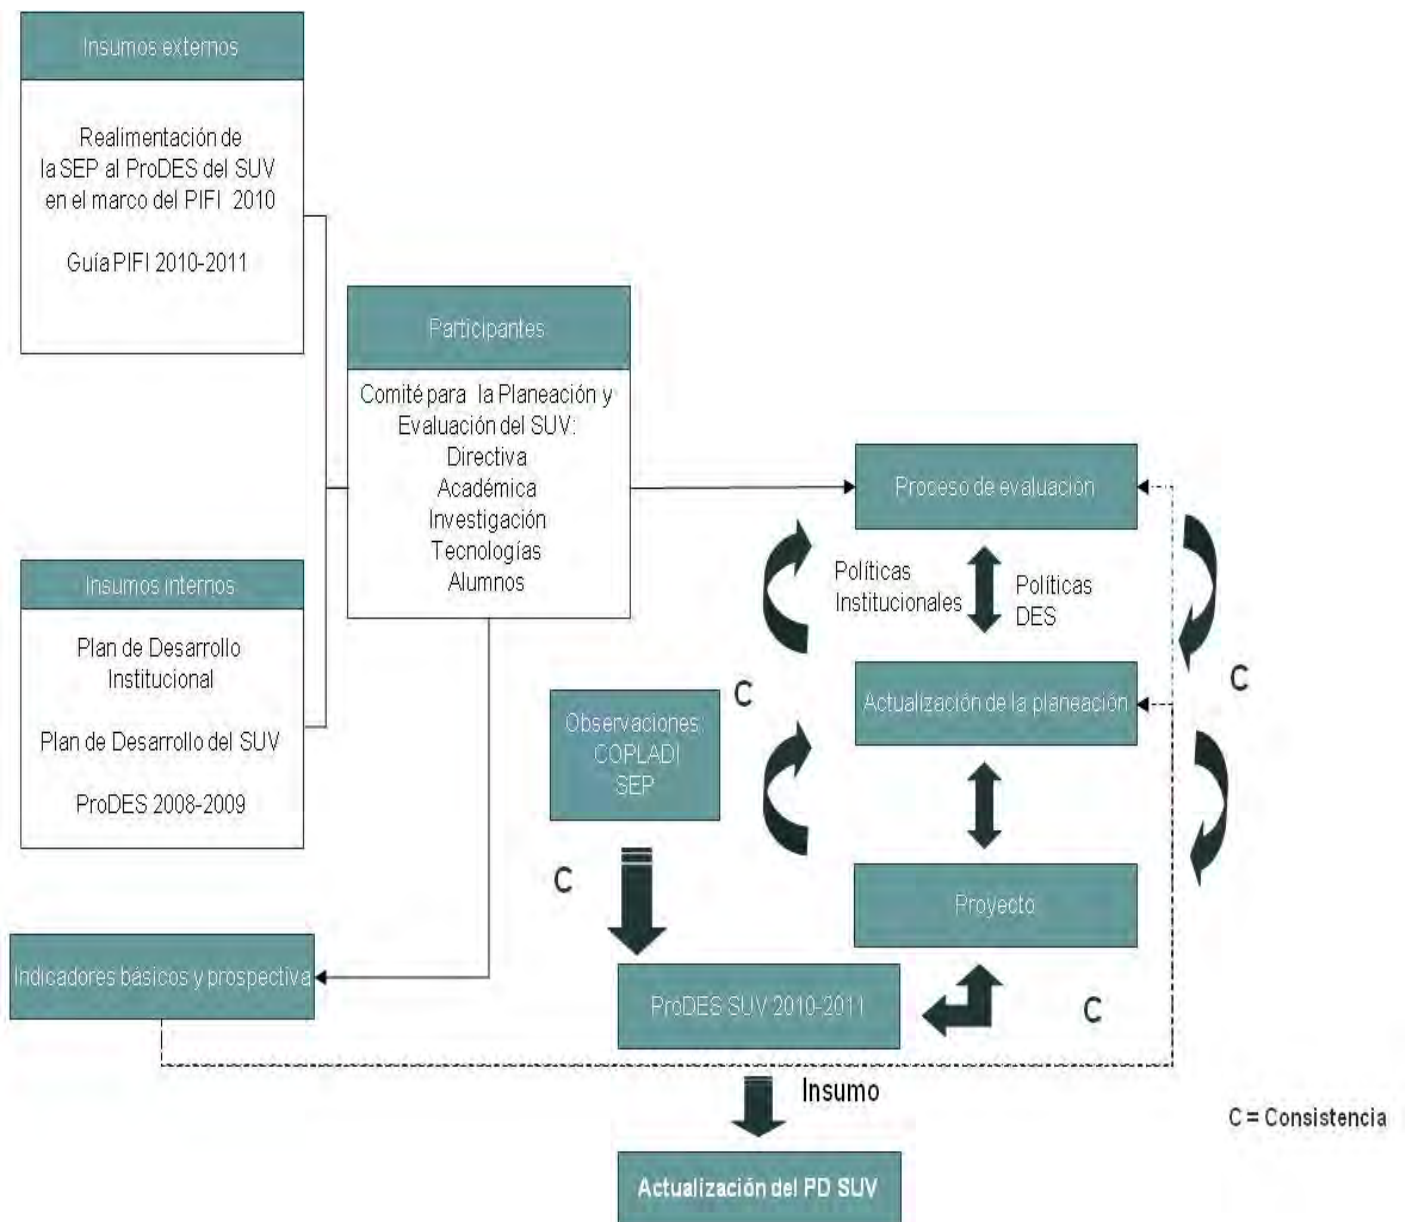 Insumos externos
Realimentación de
la SEP al ProDES del SUV
en el marco del PIFI 2010
Guía PIFI 2010-2011
Participantes
Comité para la Planeación y
Evaluación del SUV:
Directiva
Académica
Investigación
Tecnologías
Alumnos
Insumos internos
Plan de Desarrollo
Institucional
Plan de Desarrollo del SUV
ProDES 2008-2009
Indicadores básicos y prospectiva
Proceso de evaluación
Políticas
Institucionales
Políticas
DES
C
C
Actualización de la planeación
Observaciones
COPLADI
SEP
C
Proyecto
ProDES SUV 2010-2011
C
Insumo
Actualización del PD SUV
C = Consistencia